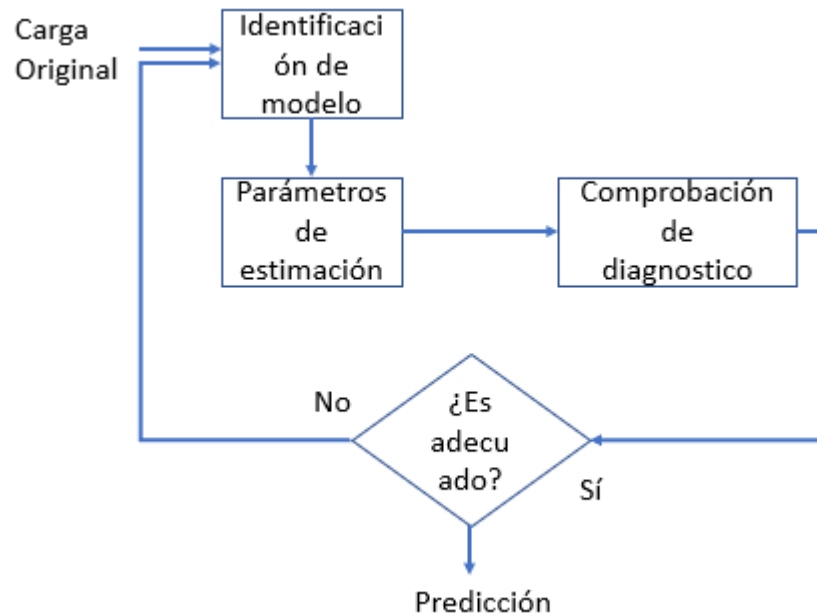 Carga
Original
Identificaci
ón de
modelo
Parámetros
de
estimación
Comprobación
de
diagnostico
No
¿Es
adecu
ado?
Sí
Predicción